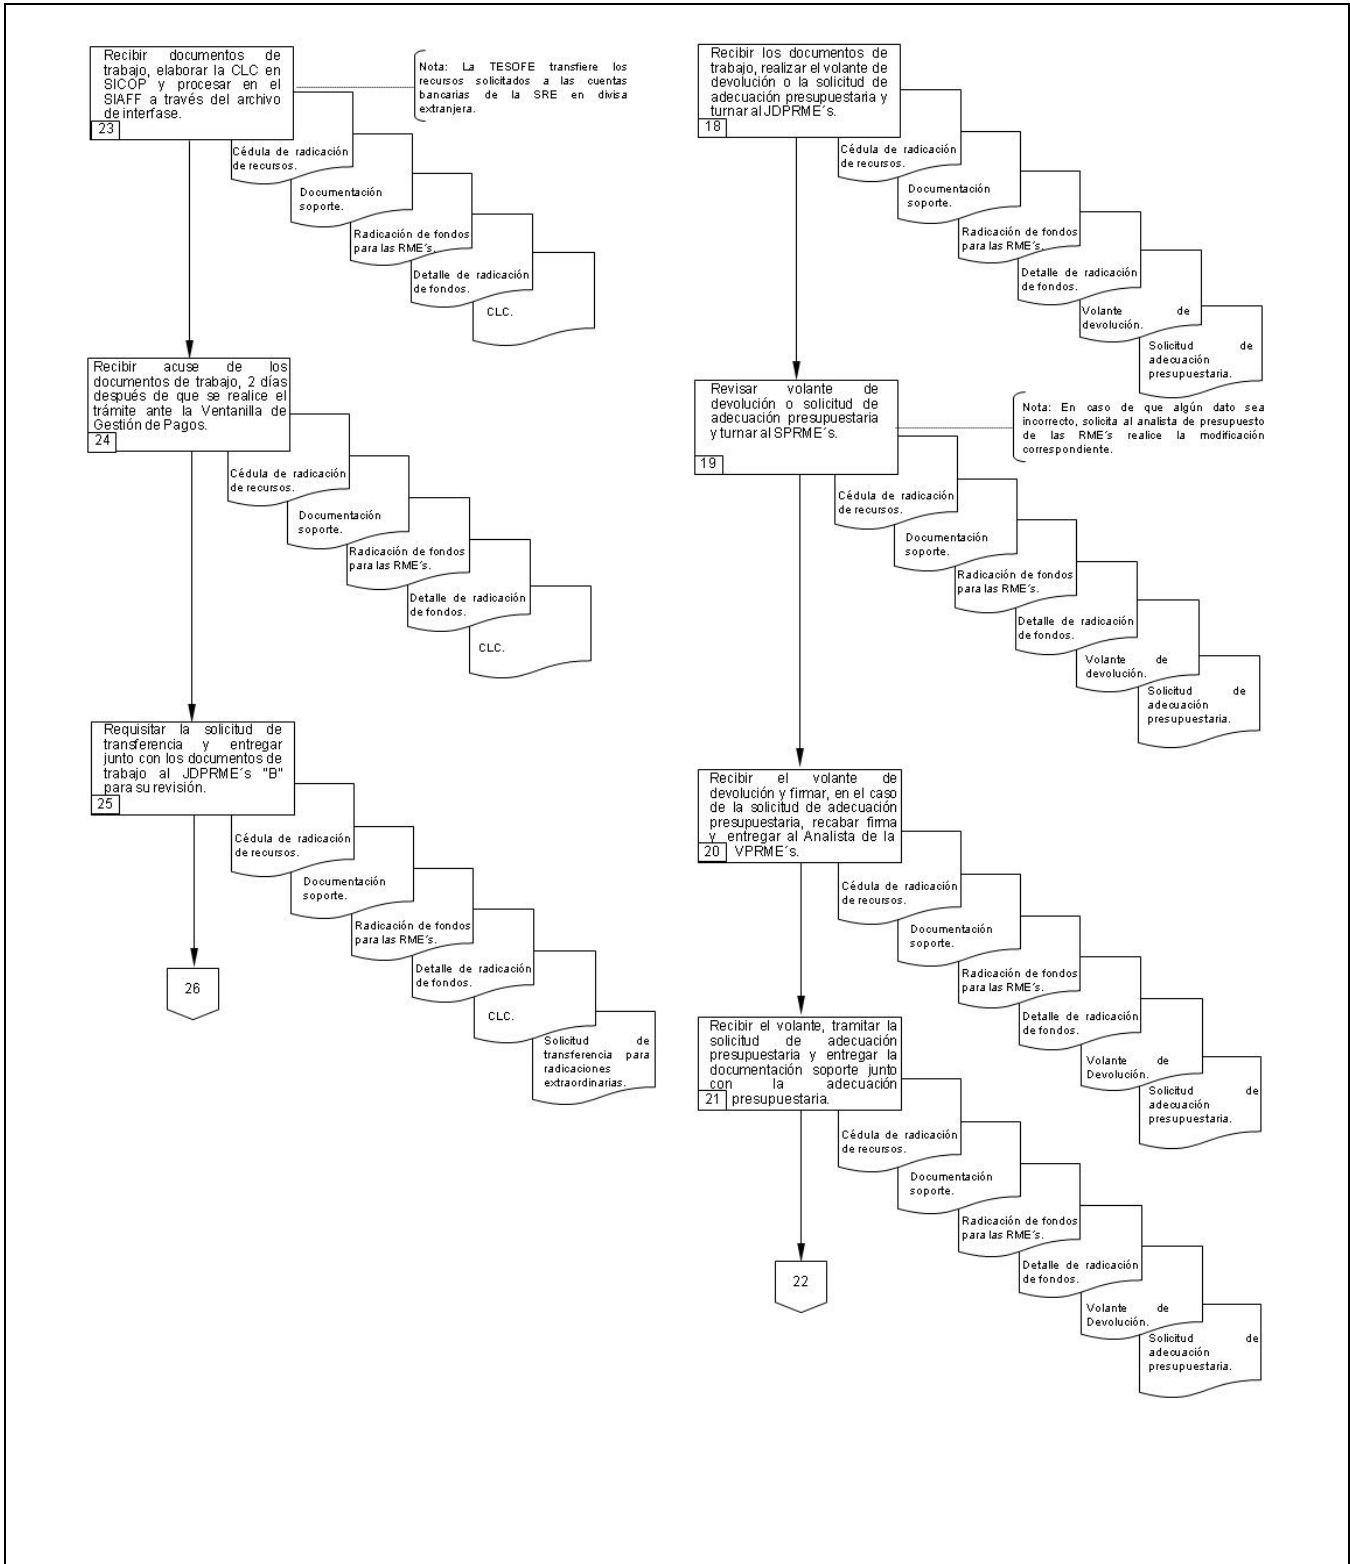 Recibir documentos de
trabajo, elaborar la CLC en
SICOP y procesar en el
SIAFF a través del archivo
de interfase.
23
Nota: La TESOFE transfiere los
recursos solicitados a las cuentas
bancarias de la SRE en divisa
extranjera.
Cédula de radicación
de recursos.
Documentación
soporte.
Radicación de fondos
para las RME´s.
Detalle de radicación
de fondos.
CLC.
Recibir acuse de los
documentos de trabajo, 2 días
después de que se realice el
trámite ante la Ventanilla de
Gestión de Pagos.
24
Cédula de radicación
de recursos.
Documentación
soporte.
Radicación de fondos
para las RME´s.
Detalle de radicación
de fondos.
CLC.
Requisitar la solicitud de
transferencia y entregar
junto con los documentos de
trabajo al JDPRME´s "B"
para su revisión.
25
Cédula de radicación
de recursos.
Documentación
soporte.
Radicación de fondos
para las RME´s.
Detalle de radicación
de fondos.
CLC.
Solicitud de
transferencia para
radicaciones
extraordinarias.
26
Recibir los documentos de
trabajo, realizar el volante de
devolución o la solicitud de
adecuación presupuestaria y
turnar al JDPRME´s.
18
Cédula de radicación
de recursos.
Documentación
soporte.
Radicación de fondos
para las RME´s.
Detalle de radicación
de fondos.
Volante de
devolución.
Solicitud de
adecuación
presupuestaria.
Revisar volante de
devolución o solicitud de
adecuación presupuestaria
y turnar al SPRME´s.
19
Nota: En caso de que algún dato sea
incorrecto, solicita al analista de presupuesto
de las RME´s realice la modificación
correspondiente.
Cédula de radicación
de recursos.
Documentación
soporte.
Radicación de fondos
para las RME´s.
Detalle de radicación
de fondos.
Volante de
devolución.
Solicitud de
adecuación
presupuestaria.
Recibir el volante de
devolución y firmar, en el caso
de la solicitud de adecuación
presupuestaria, recabar firma
y entregar al Analista de la
20 VPRME´s.
Cédula de radicación
de recursos.
Documentación
soporte.
Radicación de fondos
para las RME´s.
Detalle de radicación
de fondos.
Volante de
Devolución.
Solicitud de
adecuación
presupuestaria.
Recibir el volante, tramitar la
solicitud de adecuación
presupuestaria y entregar la
documentación soporte junto
con la adecuación
21 presupuestaria.
Cédula de radicación
de recursos.
Documentación
soporte.
Radicación de fondos
para las RME´s.
Detalle de radicación
de fondos.
Volante de
Devolución.
Solicitud de
adecuación
presupuestaria.
22